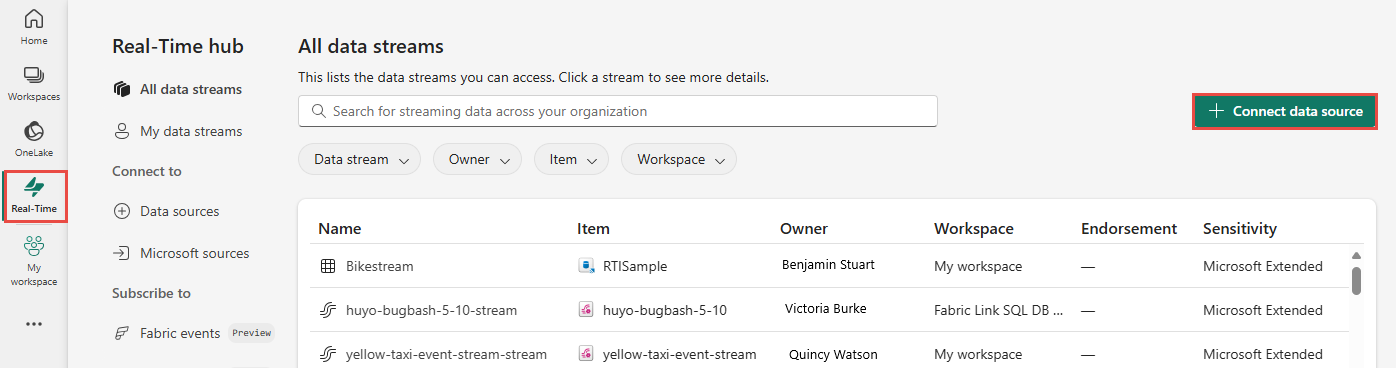 Home
Workspaces
OneLake
Real-Time
My
workspace
Real-Time hub
All data streams
My data streams
Connect to
Data sources
Microsoft sources
Subscribe to
Fabric events Preview
All data streams
This lists the data streams you can access. Click a stream to see more details.
Search for streaming data across your organization
Connect data source
Data stream Owner Item Workspace
Name Item Owner Workspace Endorsement Sensitivity
Bikestream RTISample Benjamin Stuart My workspace — Microsoft Extended
huyo-bugbash-5-10-stream huyo-bugbash-5-10 Victoria Burke Fabric Link SQL DB ... — Microsoft Extended
yellow-taxi-event-stream-stream yellow-taxi-event-stream Quincy Watson My workspace — Microsoft Extended